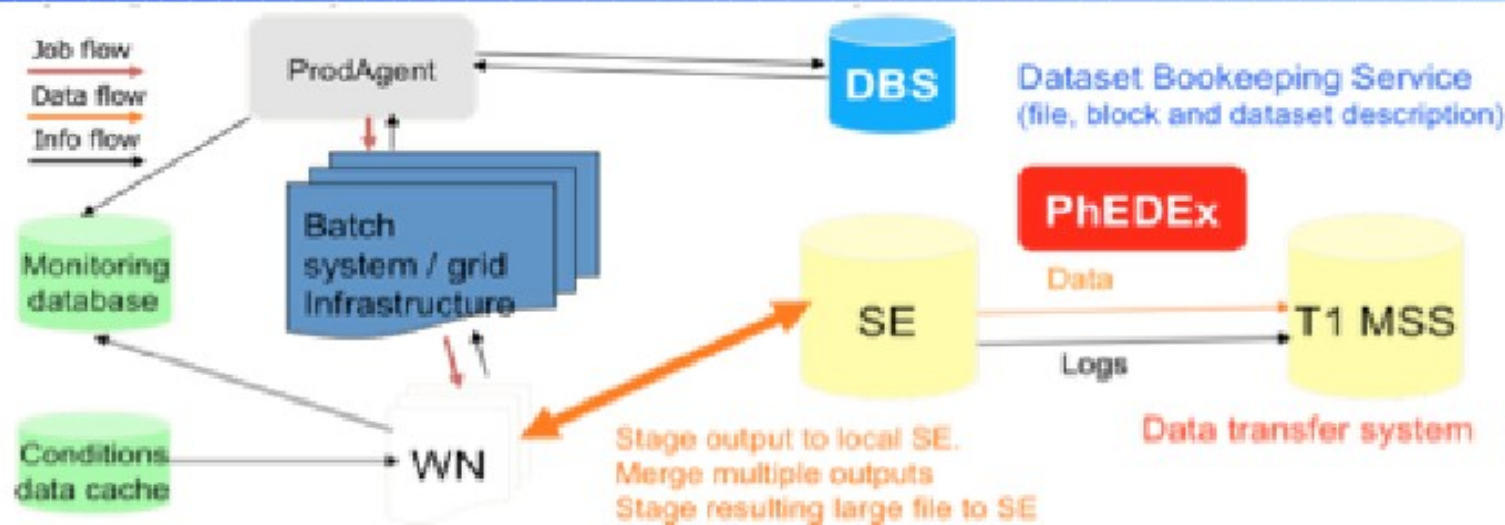 Job flow
Data flow
Info flow
ProdAgent
DBS
Dataset Bookeeping Service
(file, block and dataset description)
PhEDEx
Batch
system / grid
Infrastructure
Monitoring
database
SE
Data
Logs
T1 MSS
Data transfer system
Conditions
data cache
WN
Stage output to local SE.
Merge multiple outputs
Stage resulting large file to SE